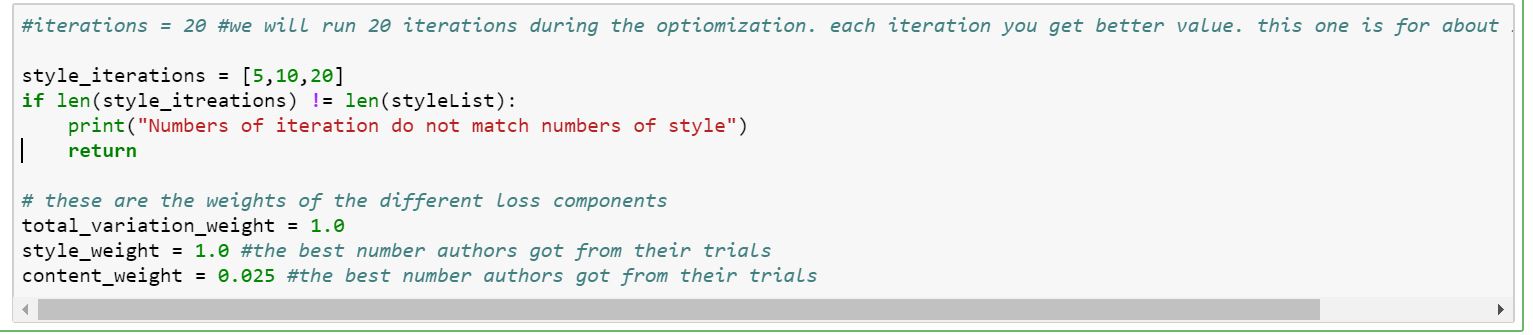 #iterations = 20 #we will run 20 iterations during the optiomization. each iteration you get better value. this one is for about
style_iterations = [5,10,20]
if len(style_itreations) != len(styleList):
    print("Numbers of iteration do not match numbers of style")
    return
# these are the weights of the different loss components
total_variation_weight = 1.0
style_weight = 1.0 #the best number authors got from their trials
content_weight = 0.025 #the best number authors got from their trials